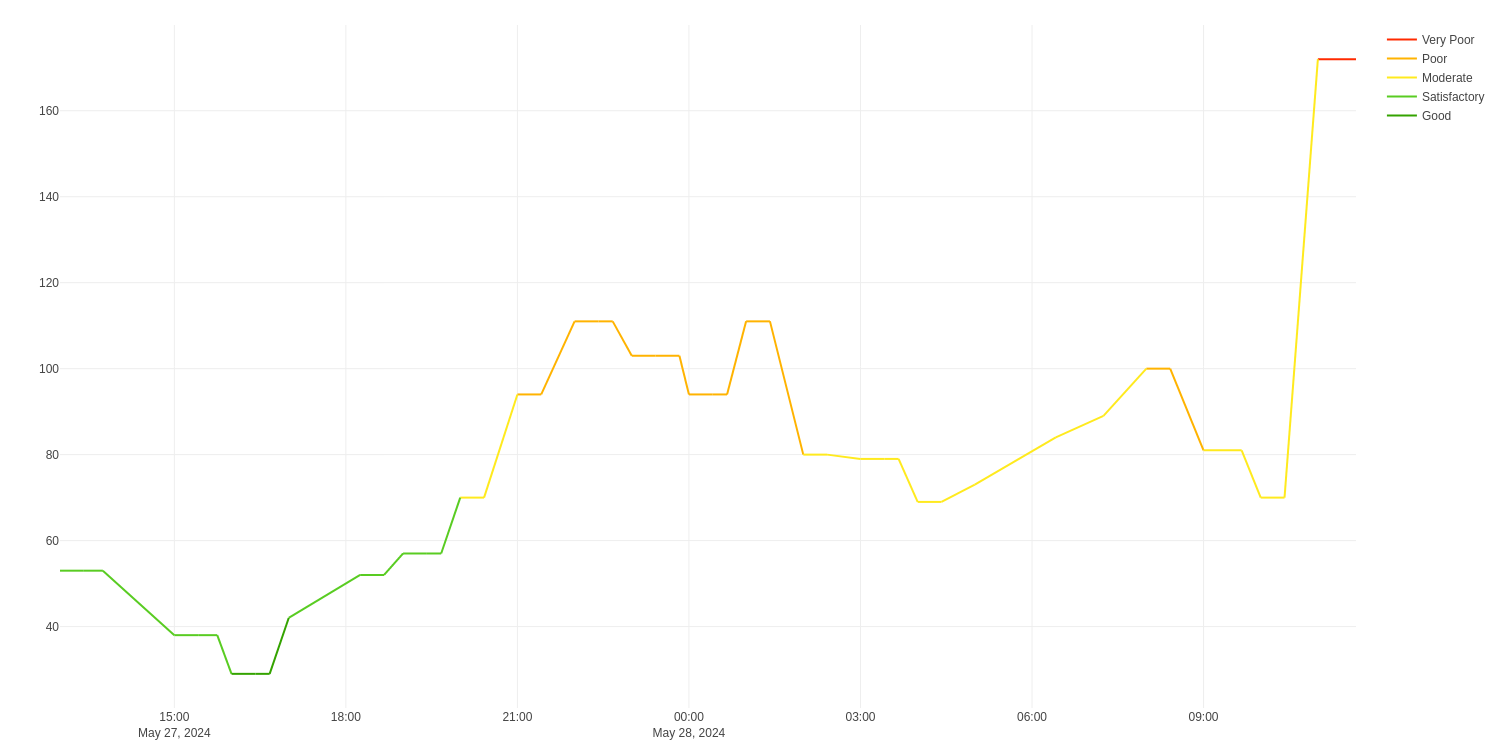 Very Poor
Poor
Moderate
Satisfactory
Good
160
140
120
100
80
60
40
15:00
18:00
21:00
00:00
03:00
06:00
09:00
May 27, 2024
May 28, 2024